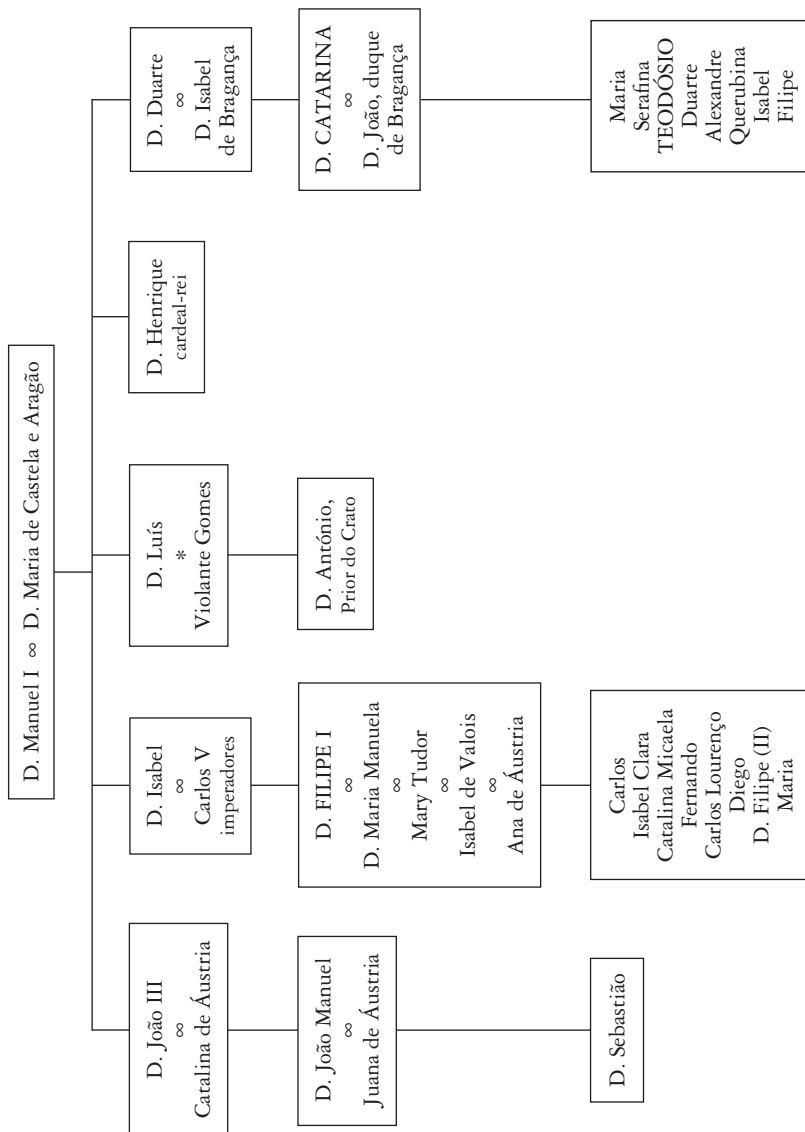 D. Manuel I ∞ D. Maria de Castela e Aragão
D. João III
∞
Catalina de Áustria
D. Isabel
∞
Carlos V
imperadores
D. Luís
*
Violante Gomes
D. Henrique
cardeal-rei
D. Duarte
∞
D. Isabel
de Bragança
D. João Manuel
∞
Juana de Áustria
D. FILIPE I
∞
D. Maria Manuela
∞
Mary Tudor
∞
Isabel de Valois
∞
Ana de Áustria
D. António,
Prior do Crato
D. CATARINA
∞
D. João, duque
de Bragança
D. Sebastião
Carlos
Isabel Clara
Catalina Micaela
Fernando
Carlos Lourenço
Diego
D. Filipe (II)
Maria
Maria
Serafina
TEODÓSIO
Duarte
Alexandre
Querubina
Isabel
Filipe